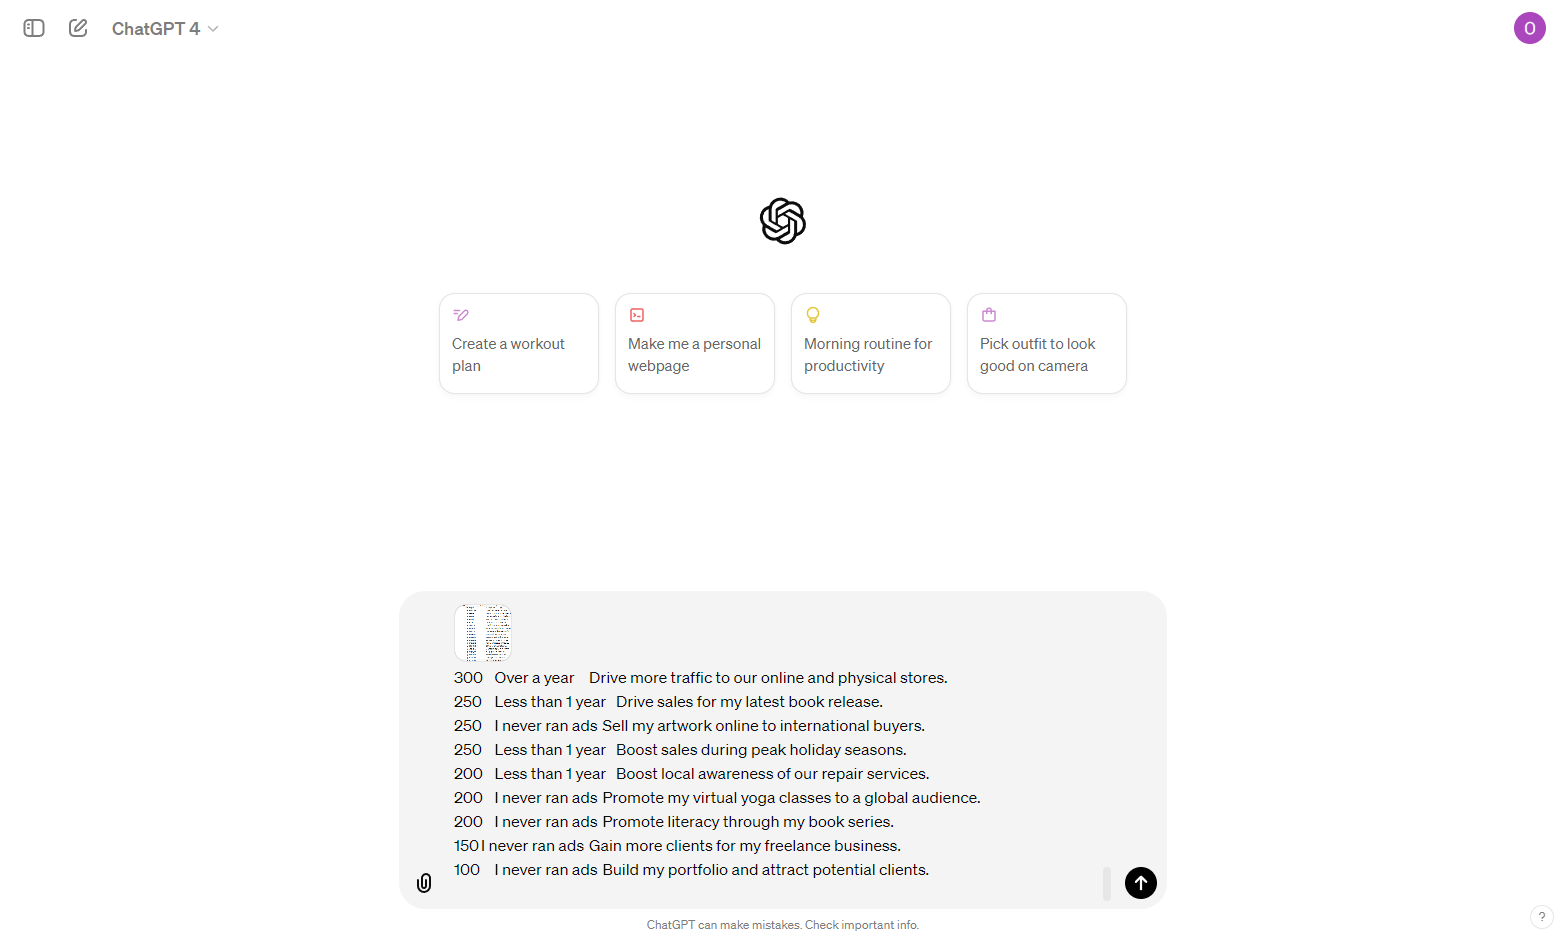 ChatGPT 4
O
Create a workout
plan
Make me a personal
webpage
Morning routine for
productivity
Pick outfit to look
good on camera
300 Over a year Drive more traffic to our online and physical stores.
250 Less than 1 year Drive sales for my latest book release.
250 I never ran ads Sell my artwork online to international buyers.
250 Less than 1 year Boost sales during peak holiday seasons.
200 Less than 1 year Boost local awareness of our repair services.
200 I never ran ads Promote my virtual yoga classes to a global audience.
200 I never ran ads Promote literacy through my book series.
150 I never ran ads Gain more clients for my freelance business.
100 I never ran ads Build my portfolio and attract potential clients.
ChatGPT can make mistakes. Check important info.
?